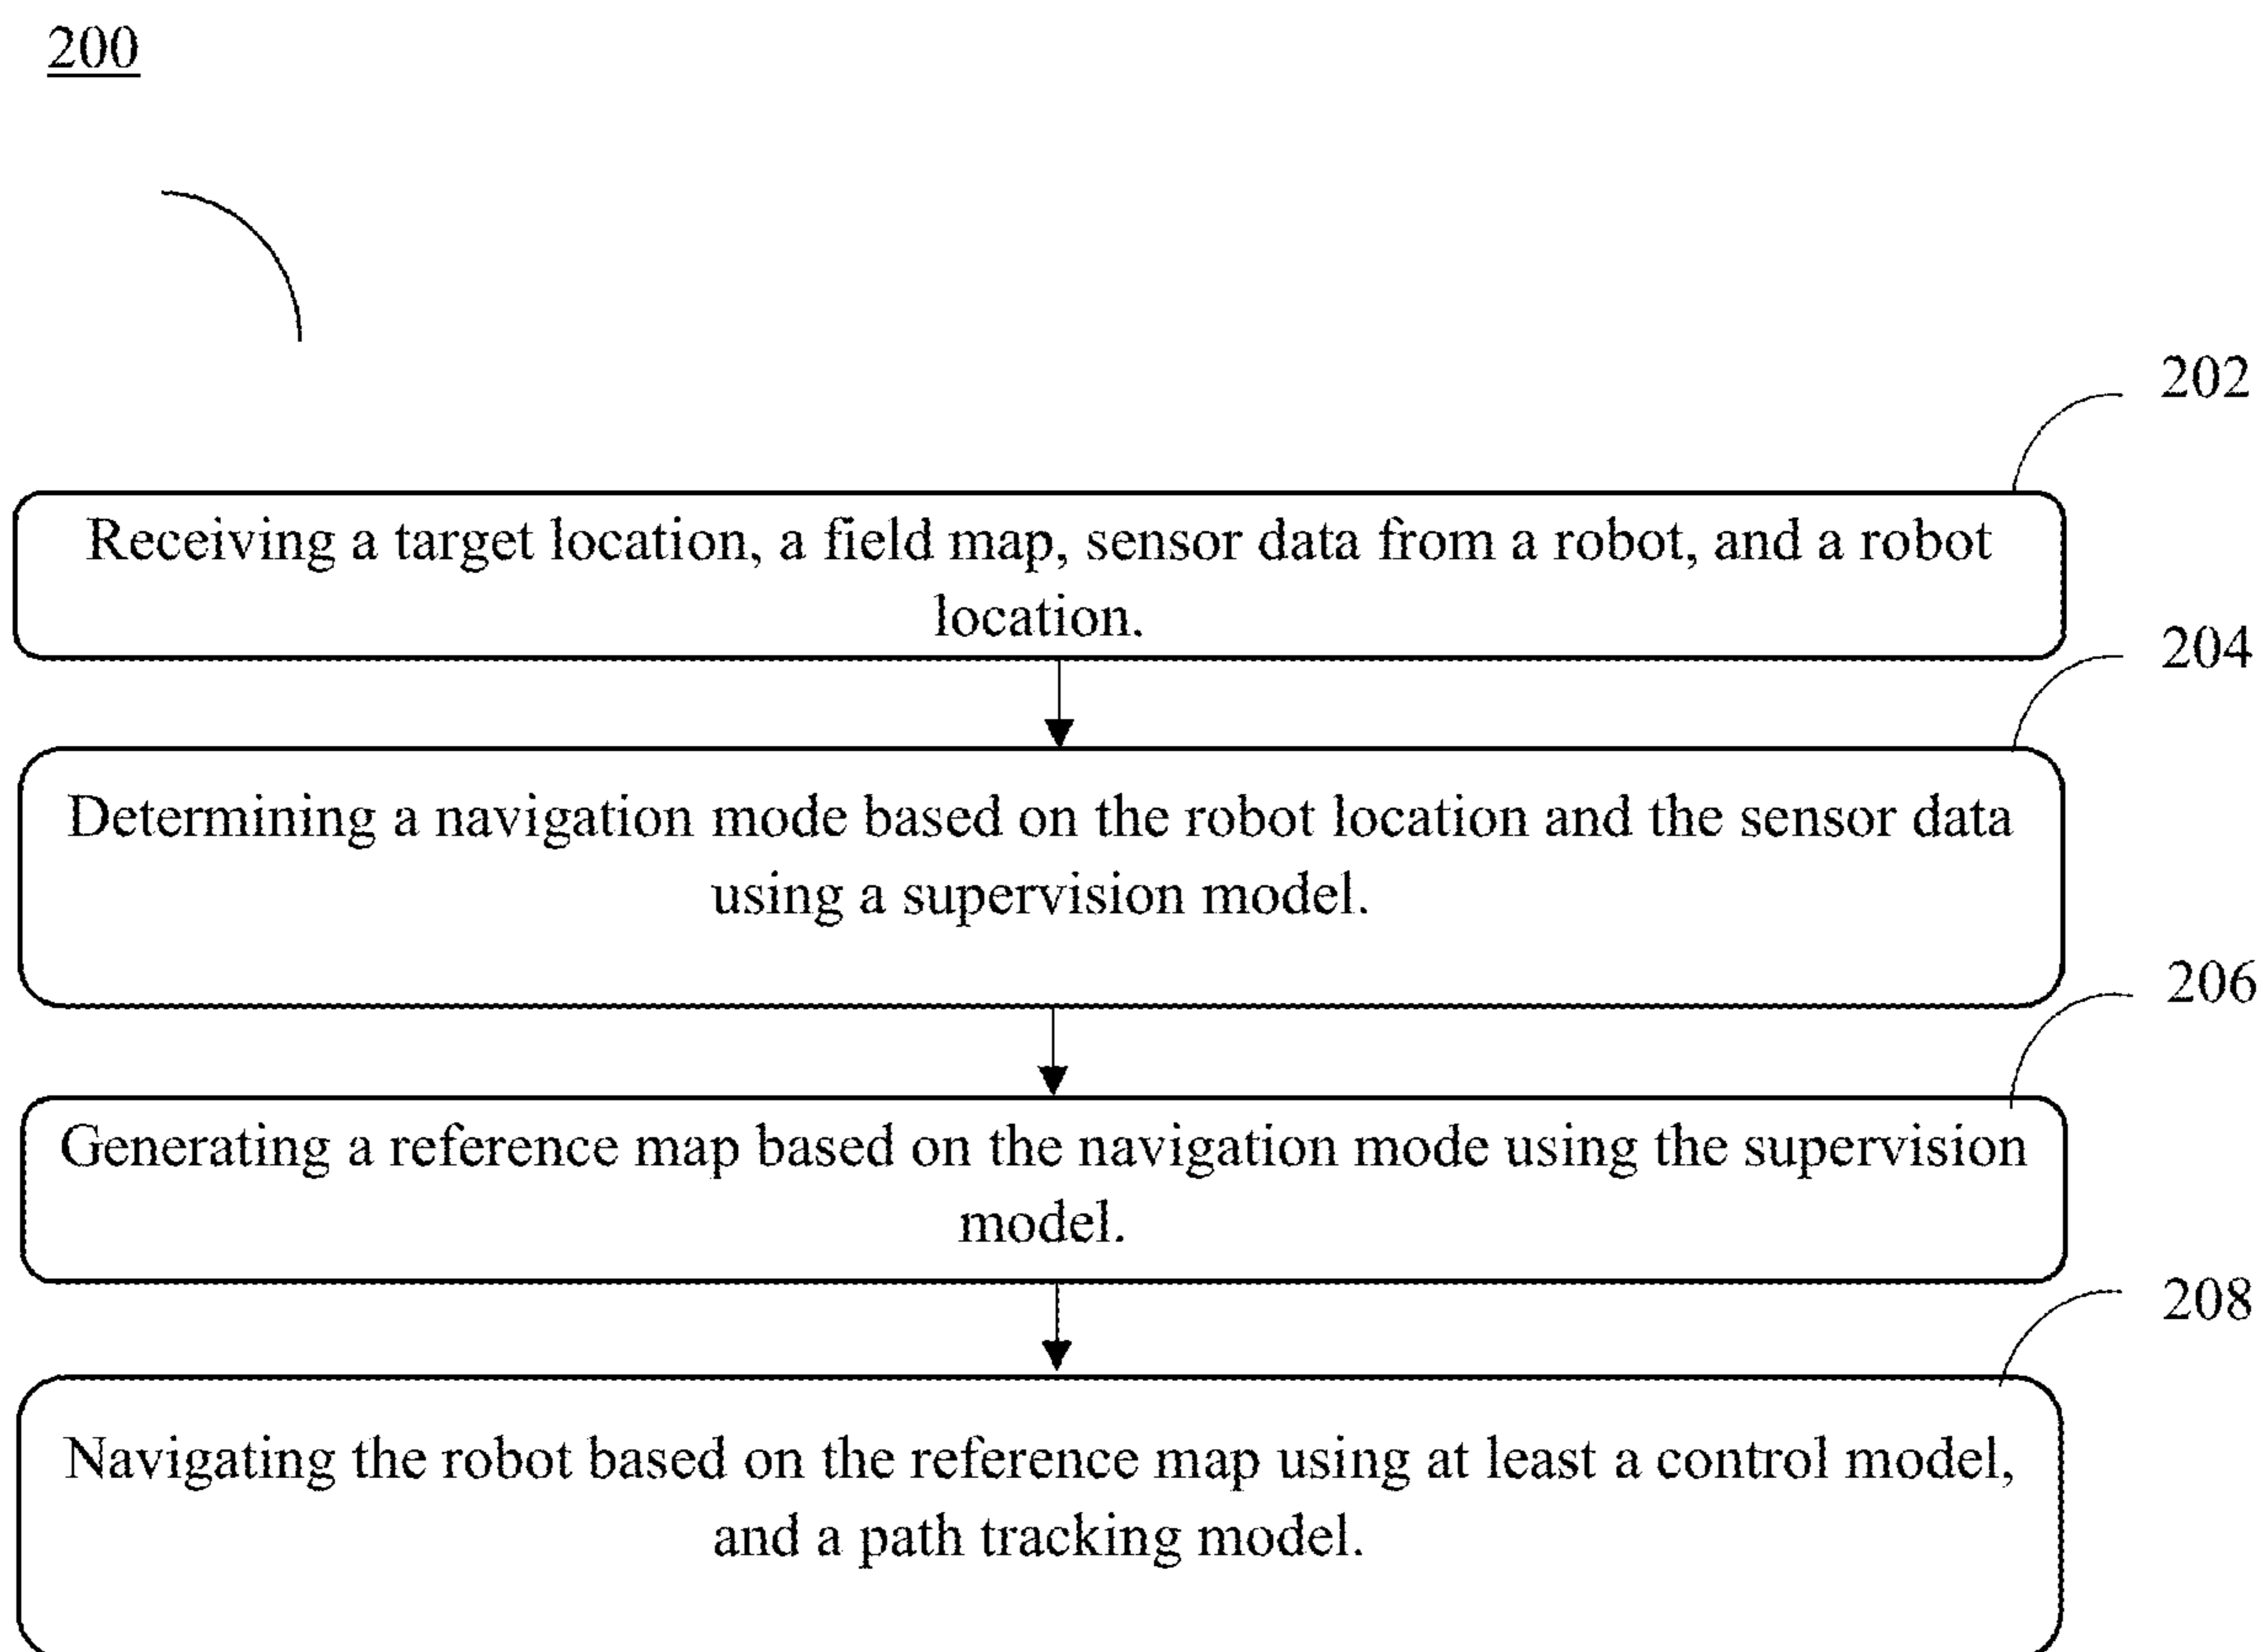 200
202
Receiving a target location, a field map, sensor data from a robot, and a robot
location.
204
Determining a navigation mode based on the robot location and the sensor data
using a supervision model.
206
Generating a reference map based on the navigation mode using the supervision
model.
208
Navigating the robot based on the reference map using at least a control model,
and a path tracking model.